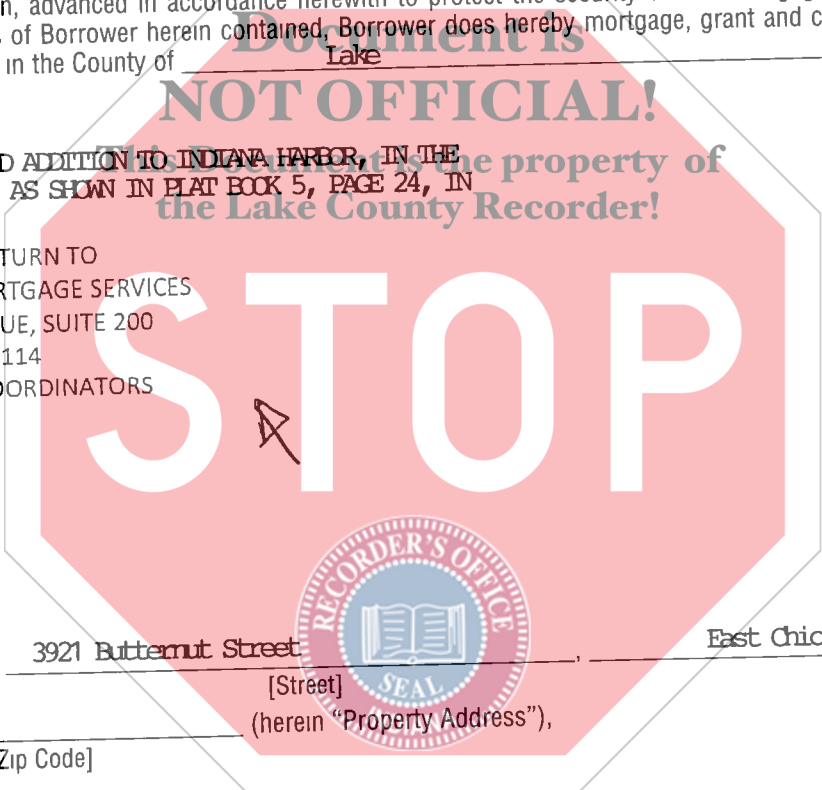 n, advanced in accordance herewith to protect the security
of Borrower herein contained, Borrower does hereby mortgage, grant and c
in the County of Lake
Document is
NOT OFFICIAL!
This Document is the property of
the Lake County Recorder!
D ADDITION TO INDIANA HARBOR, IN THE
AS SHOWN IN PLAT BOOK 5, PAGE 24, IN
TURN TO
RTGAGE SERVICES
UE, SUITE 200
114
OORDINATORS
STOP
RECORDER'S OFFICE
SEAL
INDIANA
3921 Butternut Street, East Chic
[Street]
(herein "Property Address"),
Zip Code]